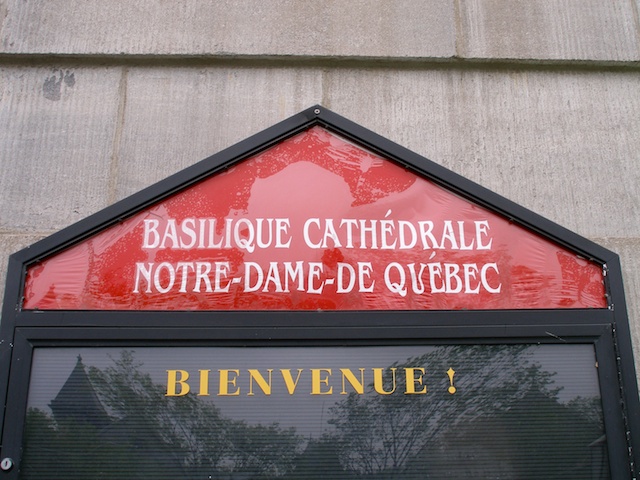 BASILIQUE CATHÉDRALE
NOTRE-DAME-DE QUÉBEC
BIENVENUE !